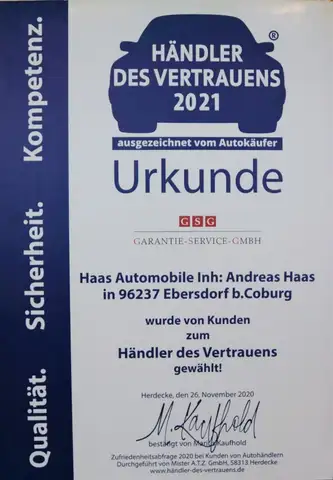 Qualität. Sicherheit. Kompetenz.
HÄNDLER
DES VERTRAUENS
2021
®
ausgezeichnet vom Autokäufer
Urkunde
GSG
GARANTIE-SERVICE-GMBH
Haas Automobile Inh: Andreas Haas
in 96237 Ebersdorf b.Coburg
wurde von Kunden
zum
Händler des Vertrauens
gewählt!
Herdecke, den 26. November 2020
M. Kaufhold
bestätigt von Martin Kaufhold
Zufriedenheitsabfrage 2020 bei Kunden von Autohändlern
Durchgeführt von Mister A.T.Z. GmbH, 58313 Herdecke
www.händler-des-vertrauens.de